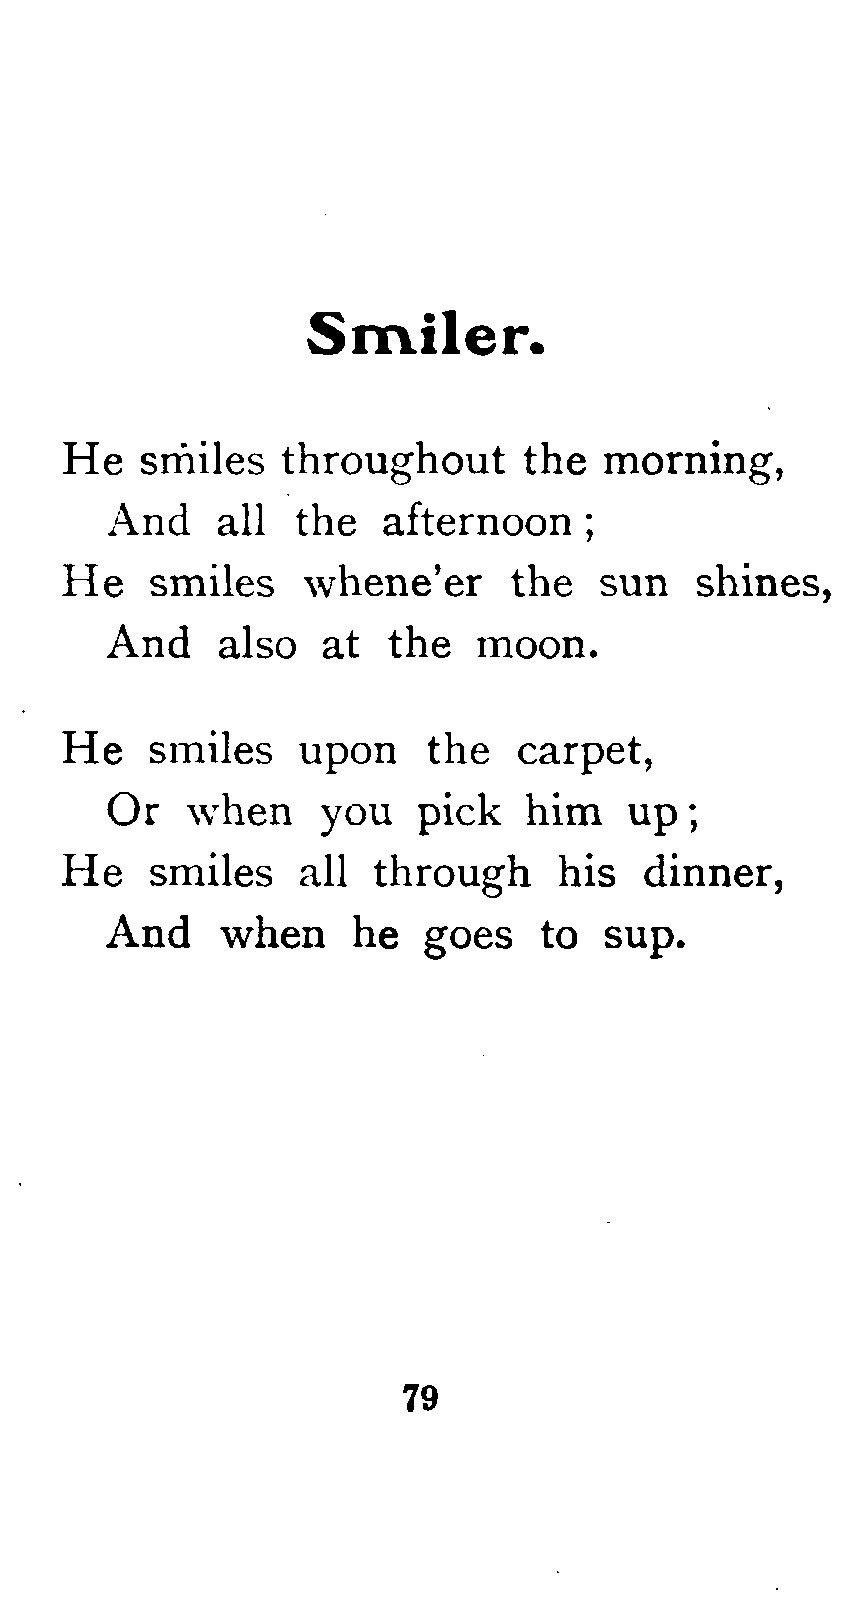 Smiler.
He smiles throughout the morning,
And all the afternoon ;
He smiles whene'er the sun shines,
And also at the moon.
He smiles upon the carpet,
Or when you pick him up ;
He smiles all through his dinner,
And when he goes to sup.
79